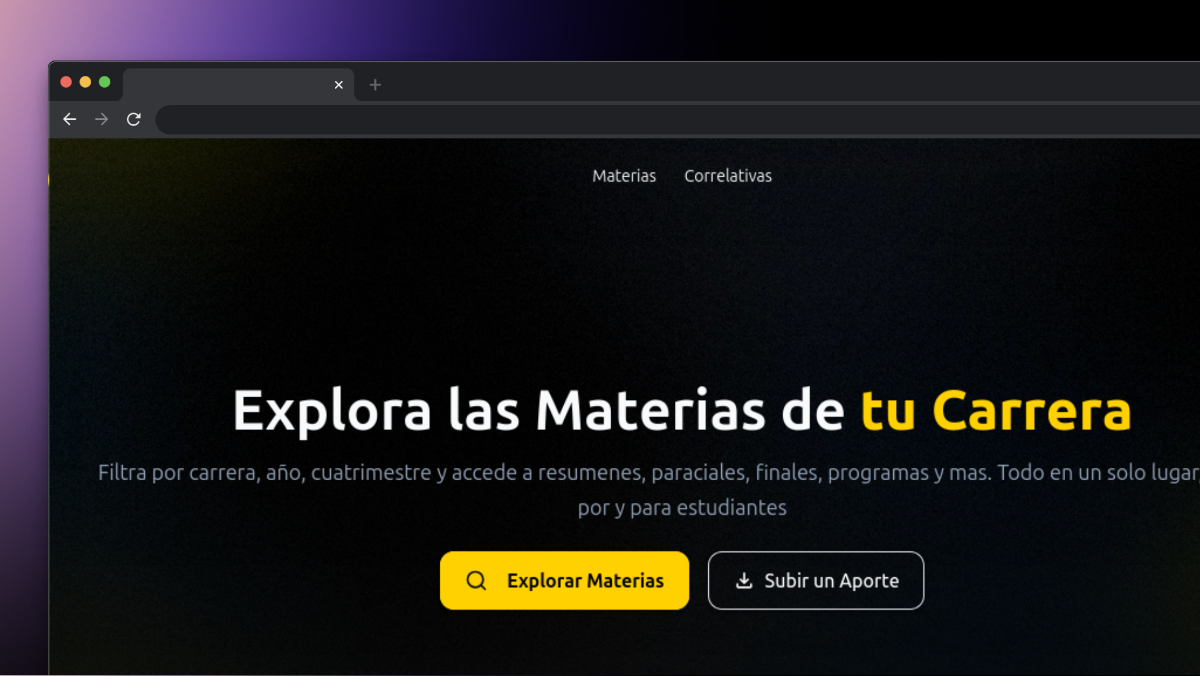 Materias Correlativas
Explora las Materias de tu Carrera
Filtra por carrera, año, cuatrimestre y accede a resumenes, paraciales, finales, programas y mas. Todo en un solo lugar,
por y para estudiantes
Explorar Materias Subir un Aporte